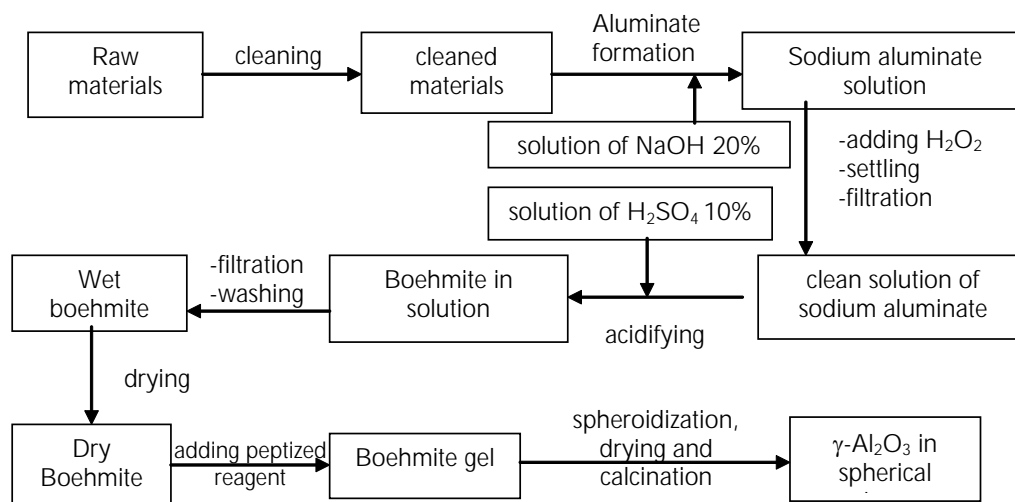 Raw
materials
cleaning
cleaned
materials
Aluminate
formation
Sodium aluminate
solution
solution of NaOH 20%
-adding H₂O₂
-settling
-filtration
solution of H₂SO₄ 10%
clean solution of
sodium aluminate
acidifying
Boehmite in
solution
-filtration
-washing
Wet
boehmite
drying
Dry
Boehmite
adding peptized
reagent
Boehmite gel
spheroidization,
drying and
calcination
γ-Al₂O₃ in
spherical